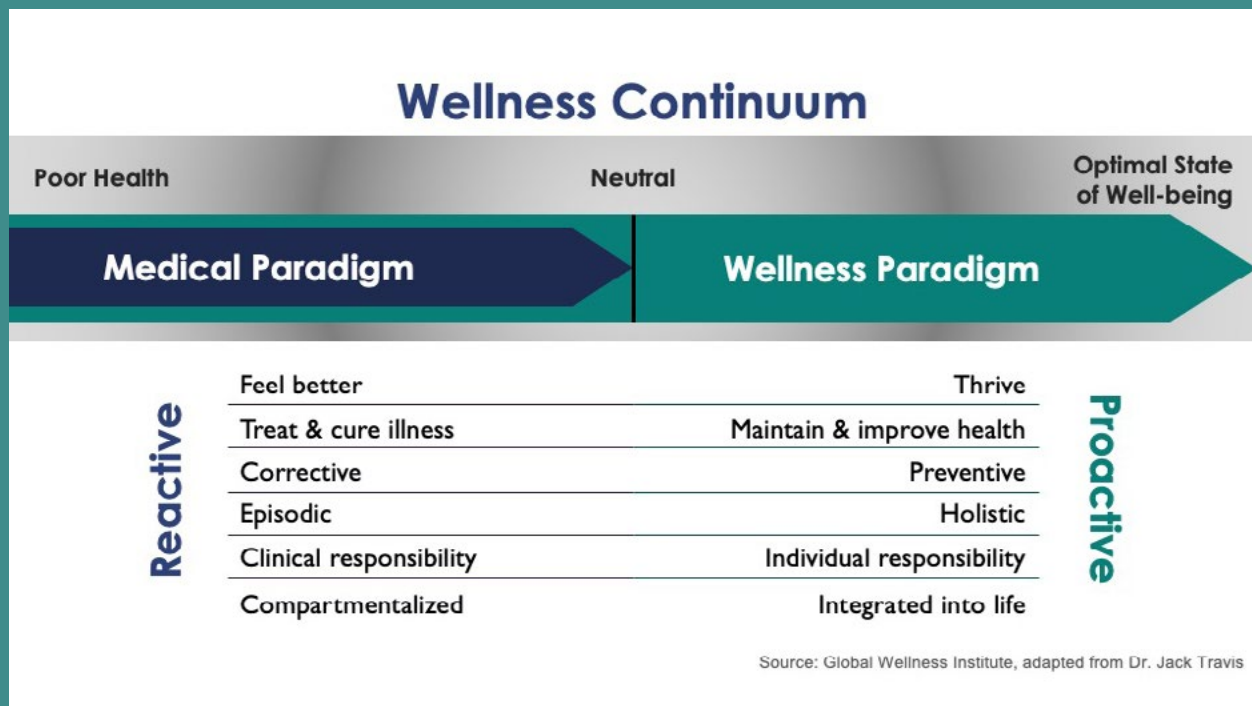 Wellness Continuum
Poor Health
Neutral
Optimal State
of Well-being
Medical Paradigm
Wellness Paradigm
Reactive
Feel better
Thrive
Treat & cure illness
Maintain & improve health
Corrective
Preventive
Episodic
Holistic
Clinical responsibility
Individual responsibility
Compartmentalized
Integrated into life
Proactive
Source: Global Wellness Institute, adapted from Dr. Jack Travis